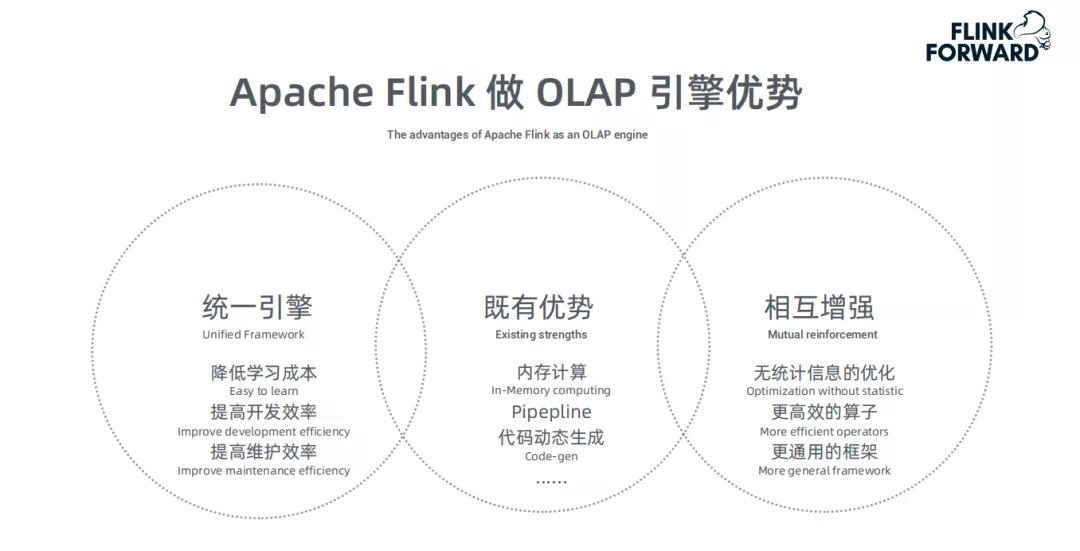 FLINK
FORWARD
Apache Flink 做 OLAP 引擎优势
The advantages of Apache Flink as an OLAP engine
统一引擎
Unified Framework
降低学习成本
Easy to learn
提高开发效率
Improve development efficiency
提高维护效率
Improve maintenance efficiency
既有优势
Existing strengths
内存计算
In-Memory computing
Pipepline
代码动态生成
Code-gen
……
相互增强
Mutual reinforcement
无统计信息的优化
Optimization without statistic
更高效的算子
More efficient operators
更通用的框架
More general framework